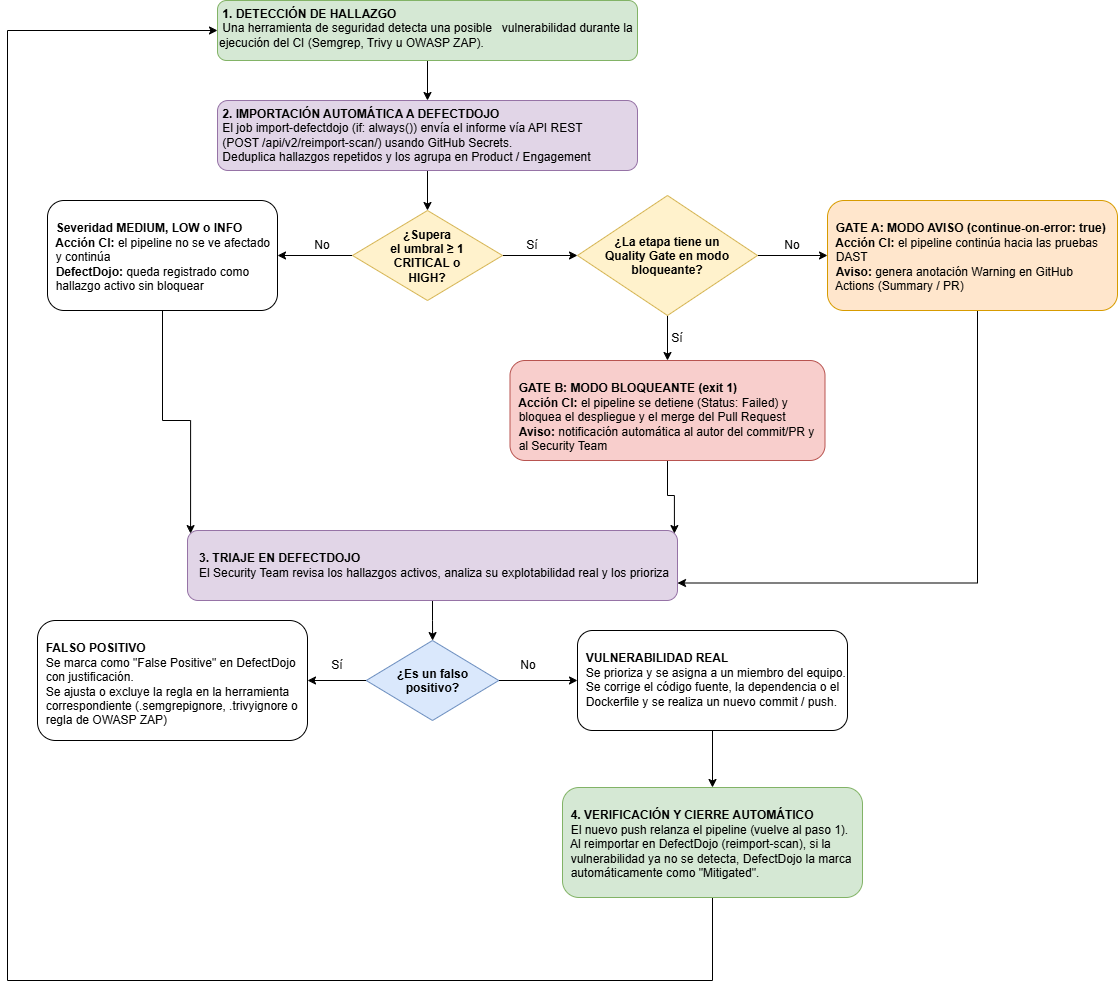 1. DETECCIÓN DE HALLAZGO
Una herramienta de seguridad detecta una posible vulnerabilidad durante la
ejecución del CI (Semgrep, Trivy u OWASP ZAP).
2. IMPORTACIÓN AUTOMÁTICA A DEFECTDOJO
El job import-defectdojo (if: always()) envía el informe vía API REST
(POST /api/v2/reimport-scan/) usando GitHub Secrets.
Deduplica hallazgos repetidos y los agrupa en Product / Engagement
Severidad MEDIUM, LOW o INFO
Acción CI: el pipeline no se ve afectado
y continúa
DefectDojo: queda registrado como
hallazgo activo sin bloquear
No
¿Supera
el umbral ≥ 1
CRITICAL o
HIGH?
Sí
¿La etapa tiene un
Quality Gate en modo
bloqueante?
No
GATE A: MODO AVISO (continue-on-error: true)
Acción CI: el pipeline continúa hacia las pruebas
DAST
Aviso: genera anotación Warning en GitHub
Actions (Summary / PR)
Sí
GATE B: MODO BLOQUEANTE (exit 1)
Acción CI: el pipeline se detiene (Status: Failed) y
bloquea el despliegue y el merge del Pull Request
Aviso: notificación automática al autor del commit/PR y
al Security Team
3. TRIAJE EN DEFECTDOJO
El Security Team revisa los hallazgos activos, analiza su explotabilidad real y los prioriza
FALSO POSITIVO
Se marca como "False Positive" en DefectDojo
con justificación.
Se ajusta o excluye la regla en la herramienta
correspondiente (.semgrepignore, .trivyignore o
regla de OWASP ZAP)
Sí
¿Es un falso
positivo?
No
VULNERABILIDAD REAL
Se prioriza y se asigna a un miembro del equipo.
Se corrige el código fuente, la dependencia o el
Dockerfile y se realiza un nuevo commit / push.
4. VERIFICACIÓN Y CIERRE AUTOMÁTICO
El nuevo push relanza el pipeline (vuelve al paso 1).
Al reimportar en DefectDojo (reimport-scan), si la
vulnerabilidad ya no se detecta, DefectDojo la marca
automáticamente como "Mitigated".